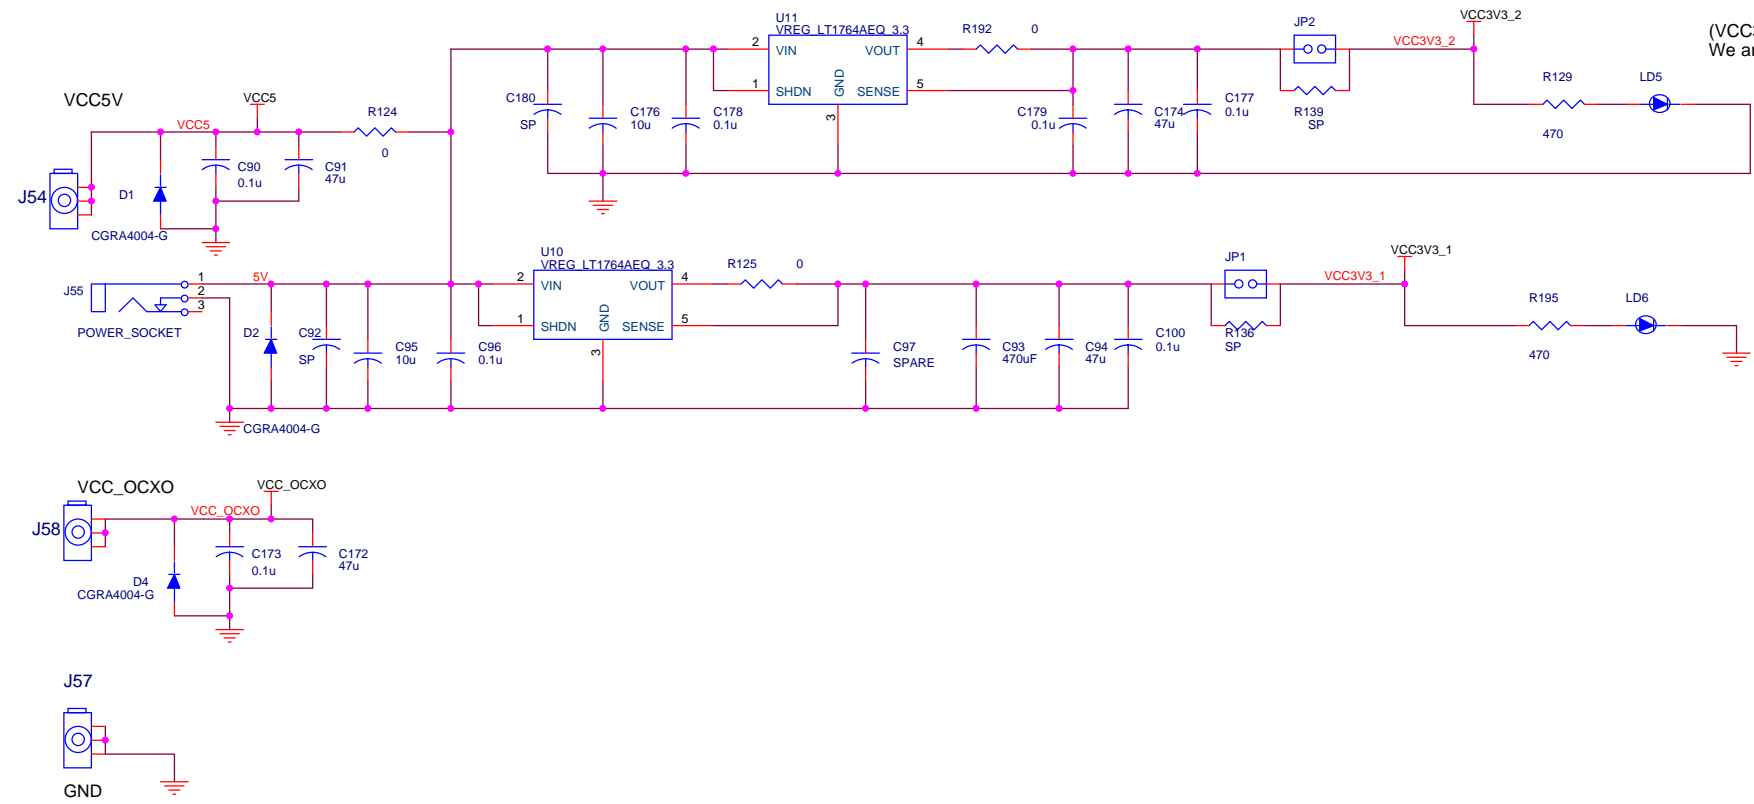 U11
VREG_LT1764AEQ_3.3
2 VIN VOUT 4
1 SHDN GND SENSE 5
3
R192 0
JP2
VCC3V3_2
VCC3V3_2
(VCC3
We ar
R129
470
LD5
R139
SP
C180
SP
C176
10u
C178
0.1u
C179
0.1u
C174
47u
C177
0.1u
VCC5V
VCC5
VCC5
R124
0
J54
D1
CGRA4004-G
C90
0.1u
C91
47u
U10
VREG_LT1764AEQ_3.3
2 VIN VOUT 4
1 SHDN GND SENSE 5
3
R125 0
JP1
VCC3V3_1
VCC3V3_1
R195
470
LD6
R136
SP
J55
1
2
3
POWER_SOCKET
5V
D2
CGRA4004-G
C92
SP
C95
10u
C96
0.1u
C97
SPARE
C93
470uF
C94
47u
C100
0.1u
VCC_OCXO
VCC_OCXO
VCC_OCXO
J58
D4
CGRA4004-G
C173
0.1u
C172
47u
J57
GND